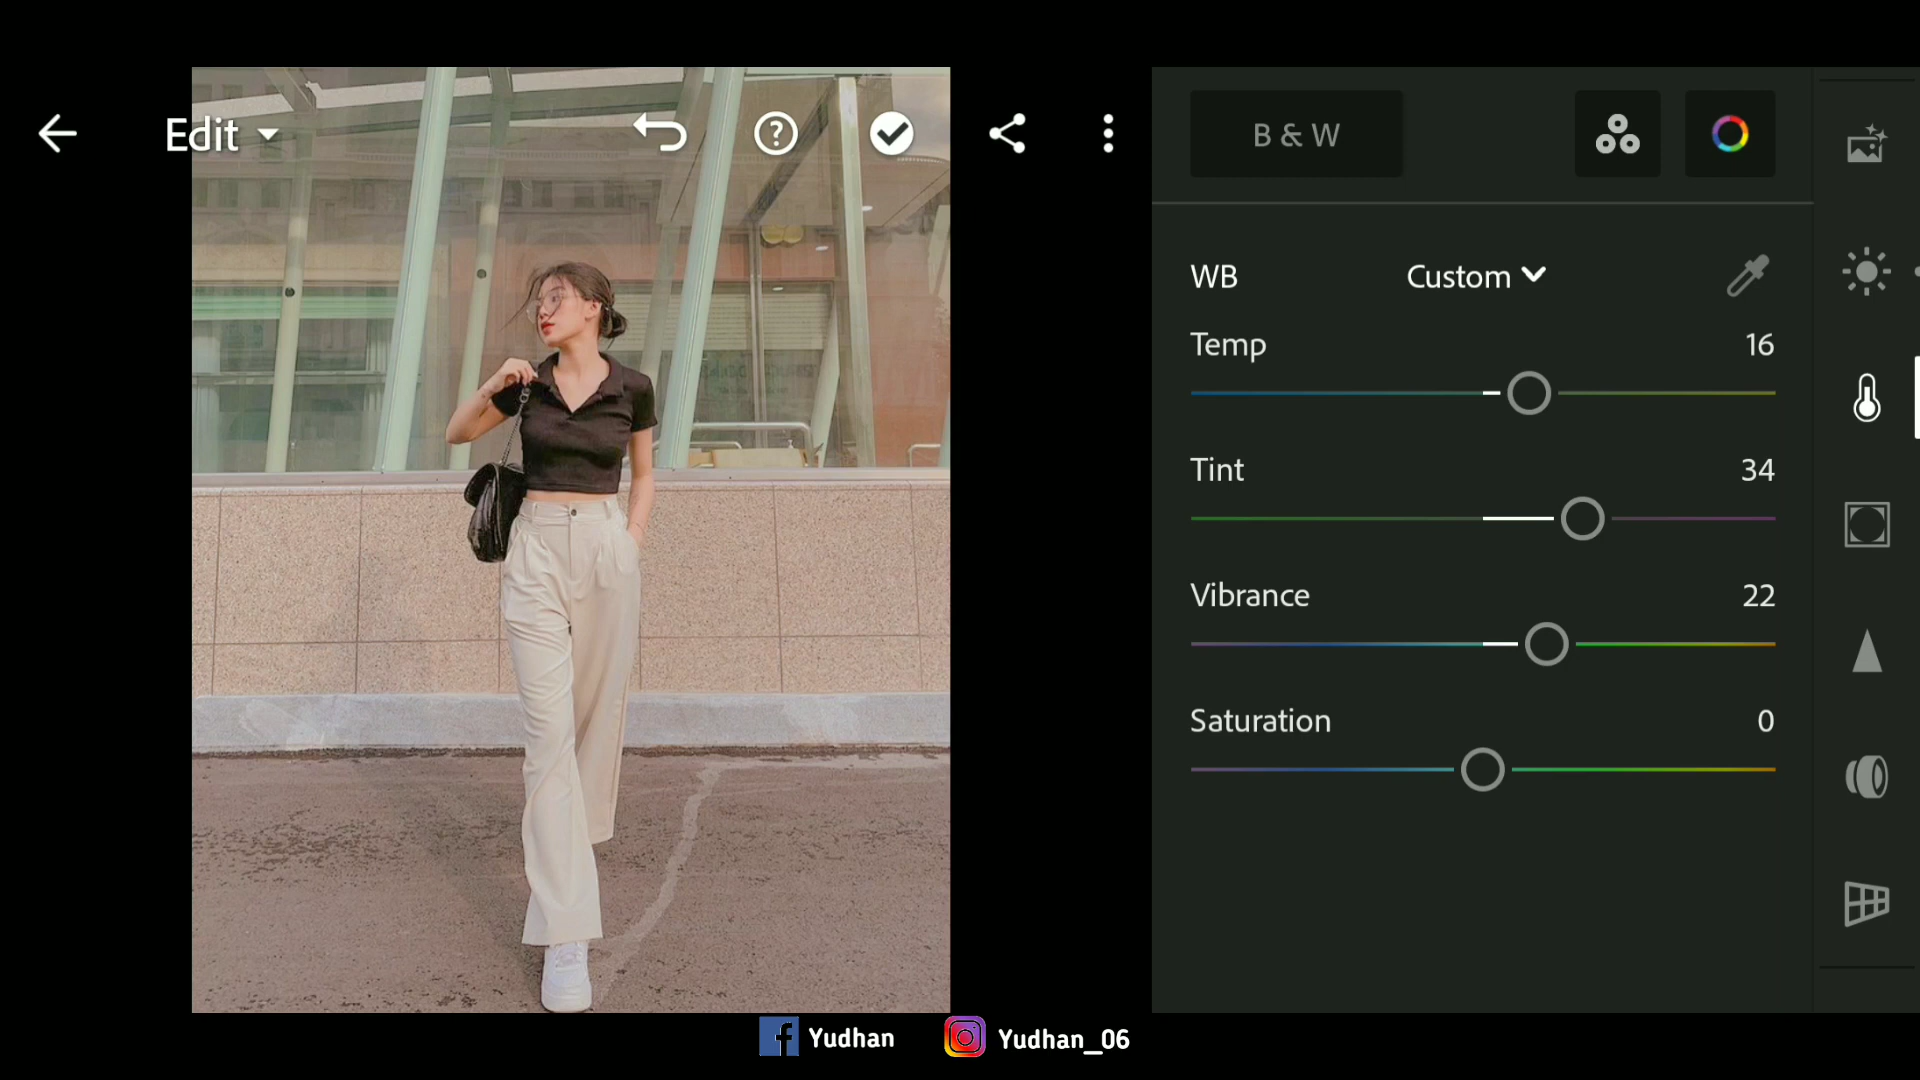 Edit
B & W
WB Custom
Temp 16
Tint 34
Vibrance 22
Saturation 0
Yudhan Yudhan_06